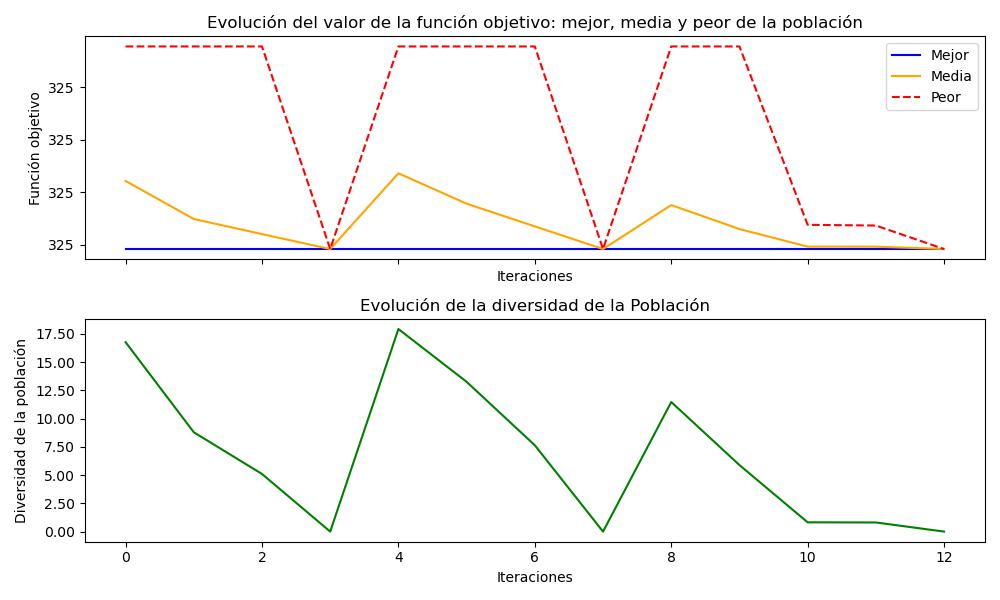 Evolución del valor de la función objetivo: mejor, media y peor de la población
Función objetivo
325
325
325
325
Mejor
Media
Peor
Iteraciones
Evolución de la diversidad de la Población
Diversidad de la población
17.50
15.00
12.50
10.00
7.50
5.00
2.50
0.00
0 2 4 6 8 10 12
Iteraciones